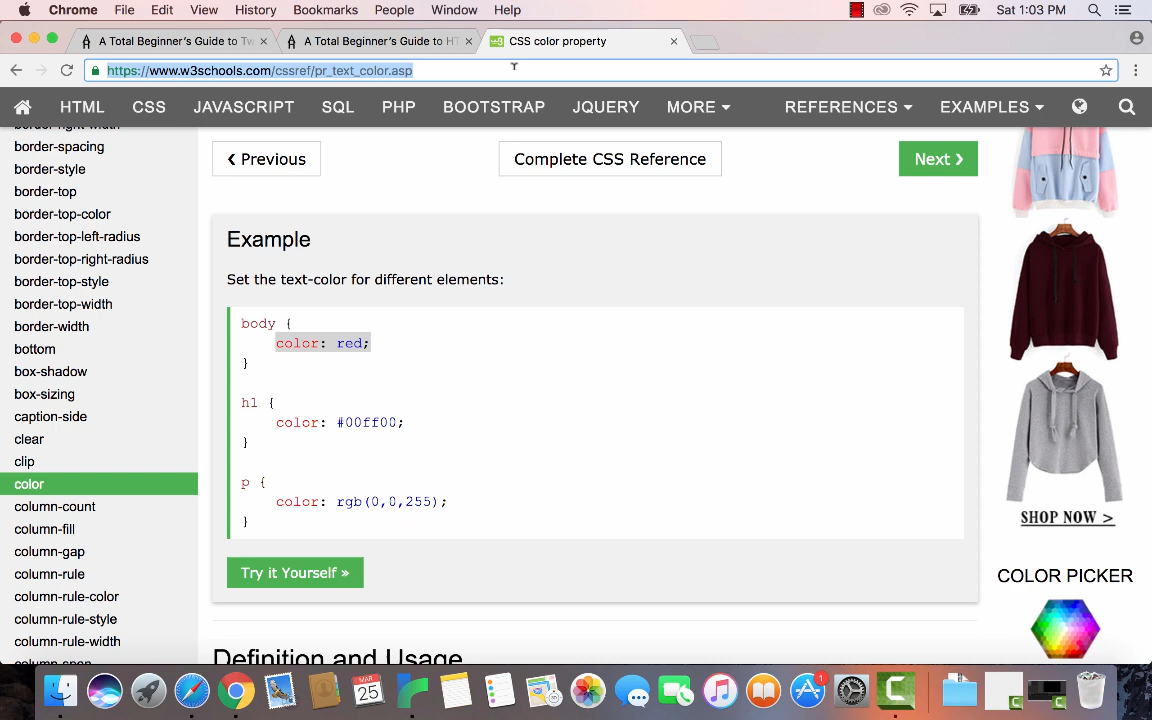 Chrome File Edit View History Bookmarks People Window Help Sat 1:03 PM
A Total Beginner's Guide to Tw × A Total Beginner's Guide to HT × CSS color property ×
https://www.w3schools.com/cssref/pr_text_color.asp
HTML CSS JAVASCRIPT SQL PHP BOOTSTRAP JQUERY MORE REFERENCES EXAMPLES
border-right-width
border-spacing
border-style
border-top
border-top-color
border-top-left-radius
border-top-right-radius
border-top-style
border-top-width
border-width
bottom
box-shadow
box-sizing
caption-side
clear
clip
color
column-count
column-fill
column-gap
column-rule
column-rule-color
column-rule-style
column-rule-width
column-span
❮ Previous Complete CSS Reference Next ❯
Example
Set the text-color for different elements:
body {
color: red;
}
h1 {
color: #00ff00;
}
p {
color: rgb(0,0,255);
}
Try it Yourself »
Definition and Usage
SHOP NOW >
COLOR PICKER
MAR
25
1